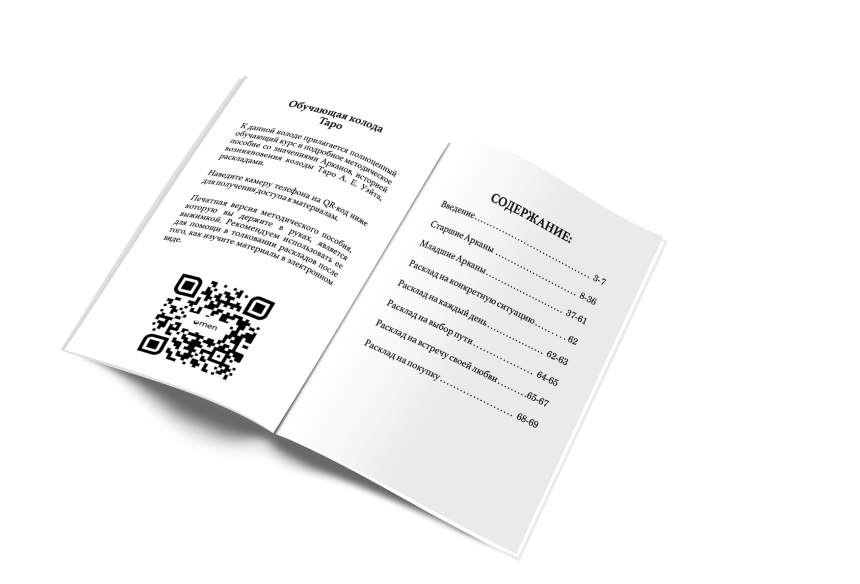 Обучающая колода
Таро
К данной колоде прилагается полноценный
обучающий курс и подробное методическое
пособие со значениями Арканов, историей
возникновения колоды Таро А. Е. Уэйта,
раскладами.
Наведите камеру телефона на QR-код ниже
для получения доступа к материалам.
Печатная версия методического пособия,
которую вы держите в руках, является
выжимкой. Рекомендуем использовать ее
для помощи в толковании раскладов после
того, как изучите материалы в электронном
виде.
omen
СОДЕРЖАНИЕ:
Введение.............................. 3-7
Старшие Арканы ...................... 8-36
Младшие Арканы...................... 37-61
Расклад на конкретную ситуацию........ 62
Расклад на каждый день............... 62-63
Расклад на выбор пути................ 64-65
Расклад на встречу своей любви........65-67
Расклад на покупку................... 68-69